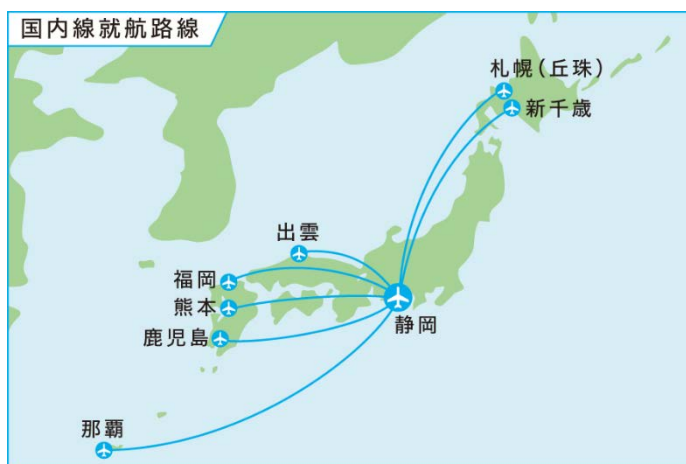 国内線就航路線
札幌(丘珠)
新千歳
出雲
福岡
熊本
静岡
鹿児島
那覇